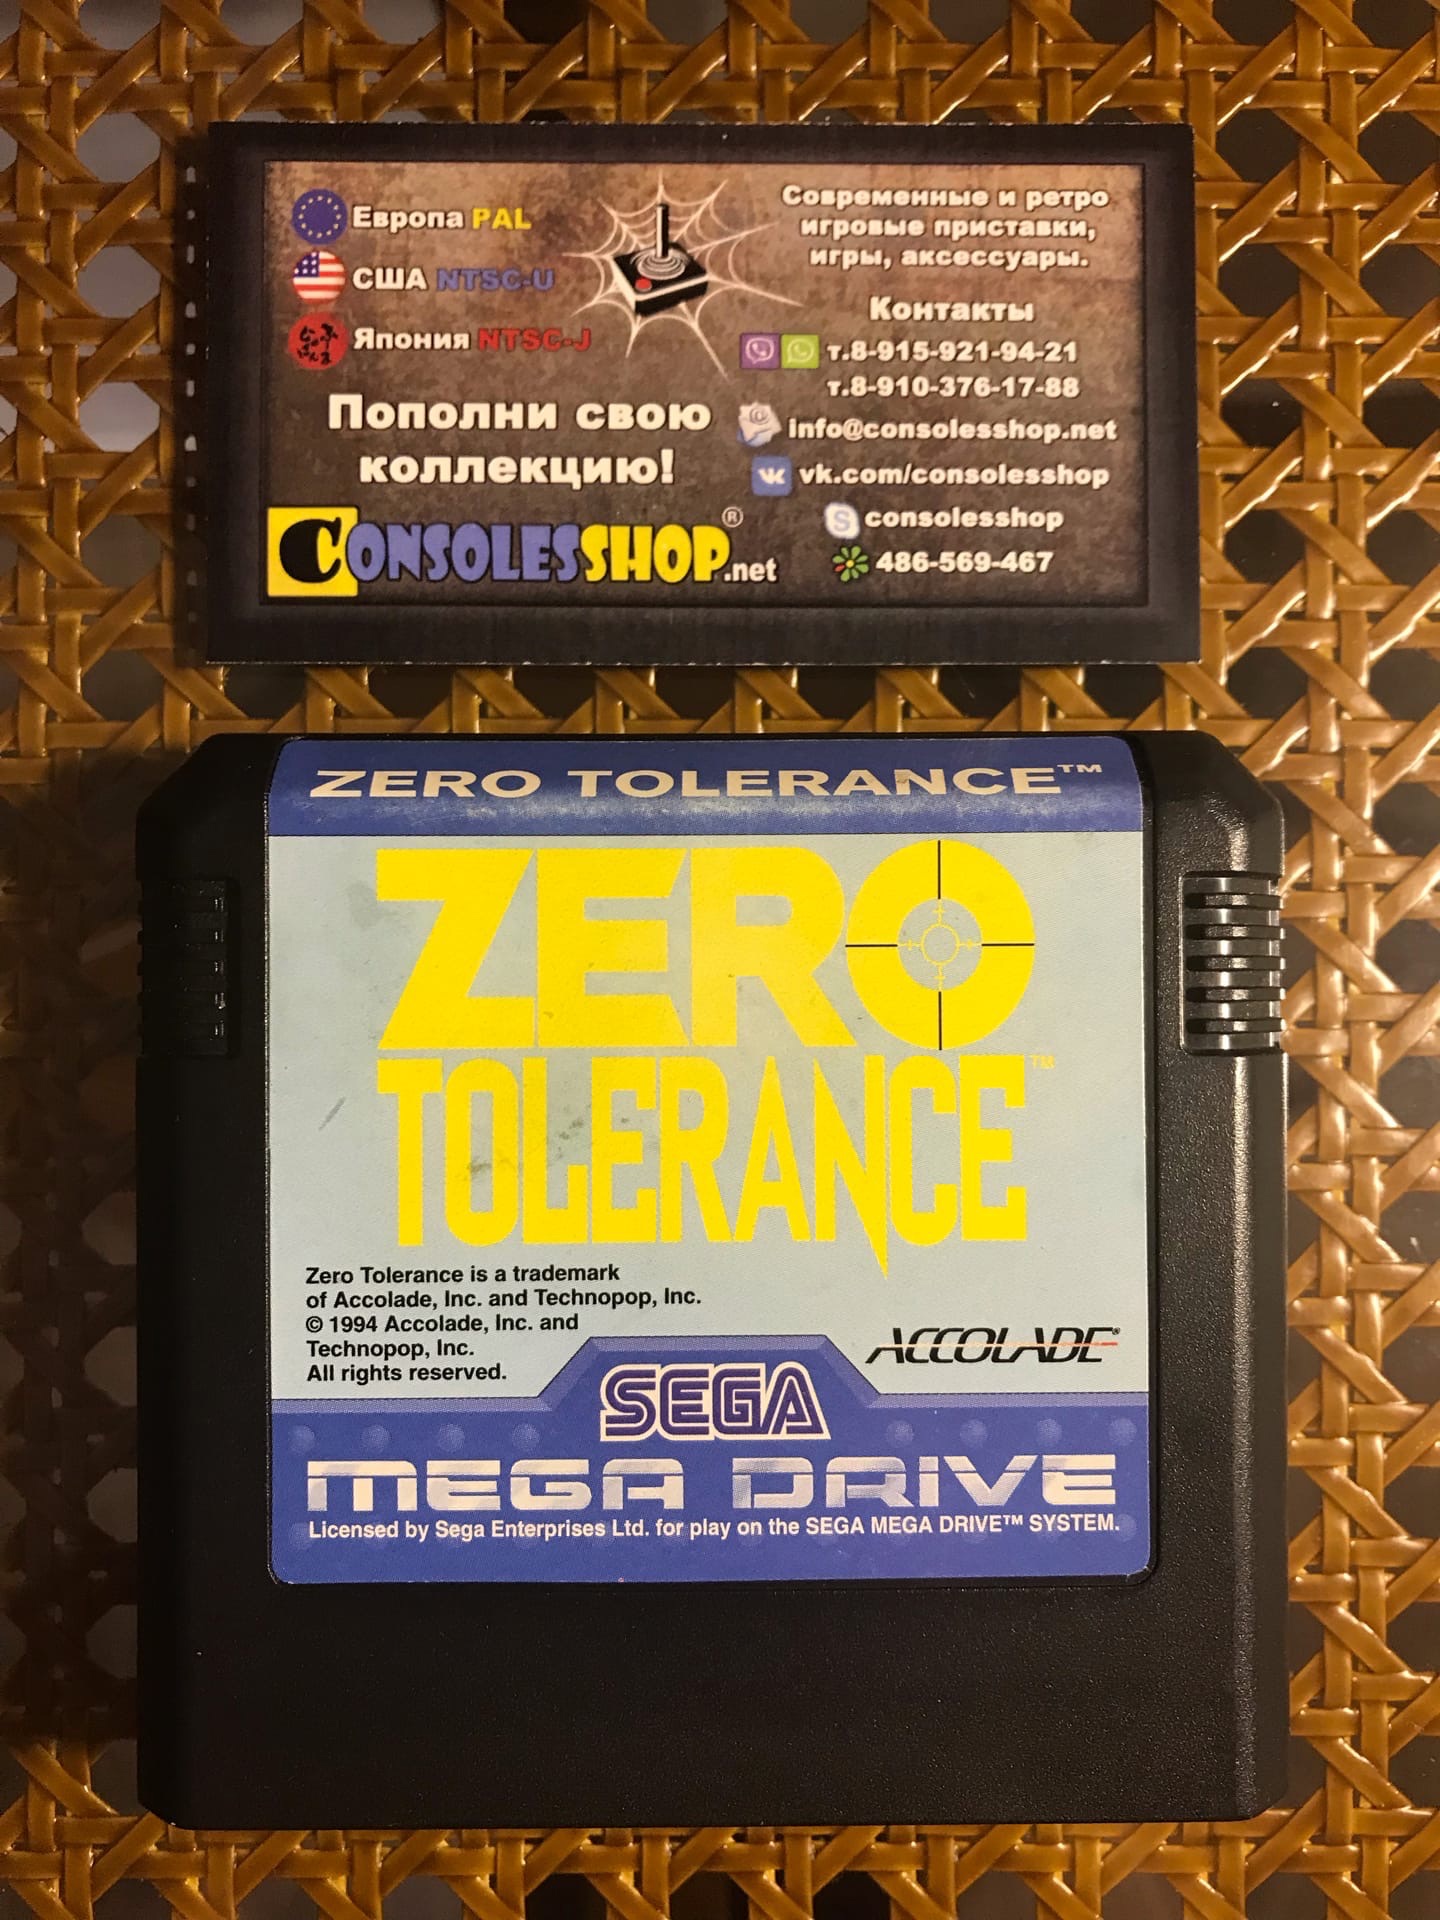 Европа PAL
США NTSC-U
Япония NTSC-J
Пополни свою
коллекцию!
CONSOLESSHOP.net
®
Современные и ретро
игровые приставки,
игры, аксессуары.
Контакты
т.8-915-921-94-21
т.8-910-376-17-88
info@consolesshop.net
vk.com/consolesshop
consolesshop
486-569-467
ZERO TOLERANCE™
ZERO
TOLERANCE™
Zero Tolerance is a trademark
of Accolade, Inc. and Technopop, Inc.
© 1994 Accolade, Inc. and
Technopop, Inc.
All rights reserved.
ACCOLADE®
SEGA
MEGA DRIVE
Licensed by Sega Enterprises Ltd. for play on the SEGA MEGA DRIVE™ SYSTEM.